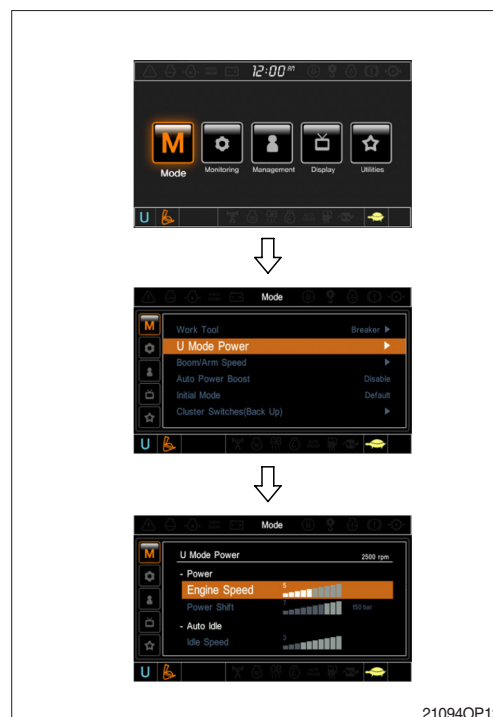 12:00 AM
M
Mode Monitoring Management Display Utilities
U
Mode
M
Work Tool Breaker
U Mode Power
Boom/Arm Speed
Auto Power Boost Disable
Initial Mode Default
Cluster Switches(Back Up)
U
Mode
M
U Mode Power 2500 rpm
- Power
Engine Speed 5
Power Shift 7 150 bar
- Auto Idle
Idle Speed 3
U